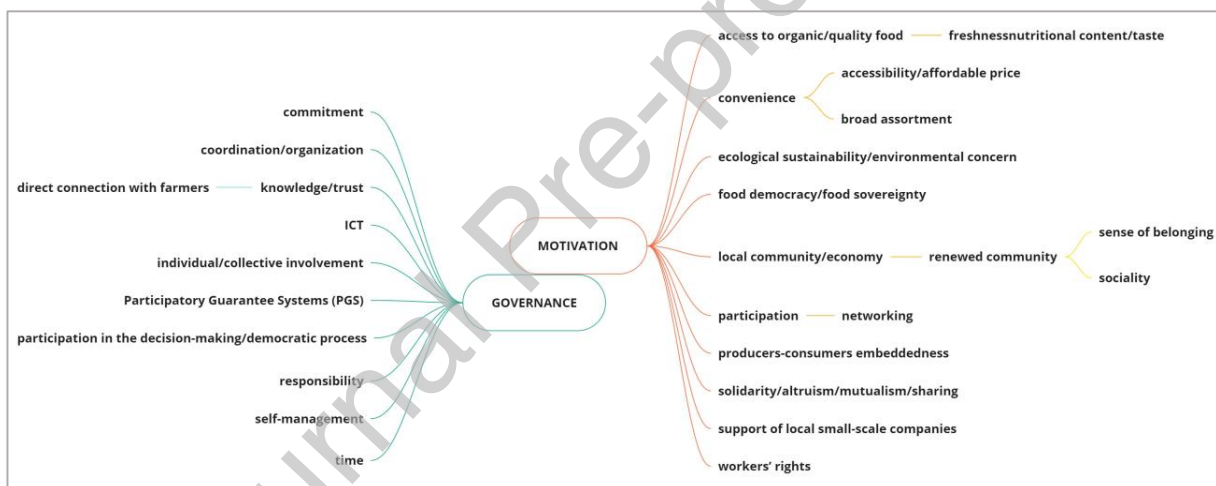 commitment
coordination/organization
direct connection with farmers
knowledge/trust
ICT
individual/collective involvement
Participatory Guarantee Systems (PGS)
participation in the decision-making/democratic process
responsibility
self-management
time
MOTIVATION
GOVERNANCE
access to organic/quality food
freshnessnutritional content/taste
convenience
accessibility/affordable price
broad assortment
ecological sustainability/environmental concern
food democracy/food sovereignty
local community/economy
renewed community
sense of belonging
sociality
participation
networking
producers-consumers embeddedness
solidarity/altruism/mutualism/sharing
support of local small-scale companies
workers' rights
urnal Pre-pr